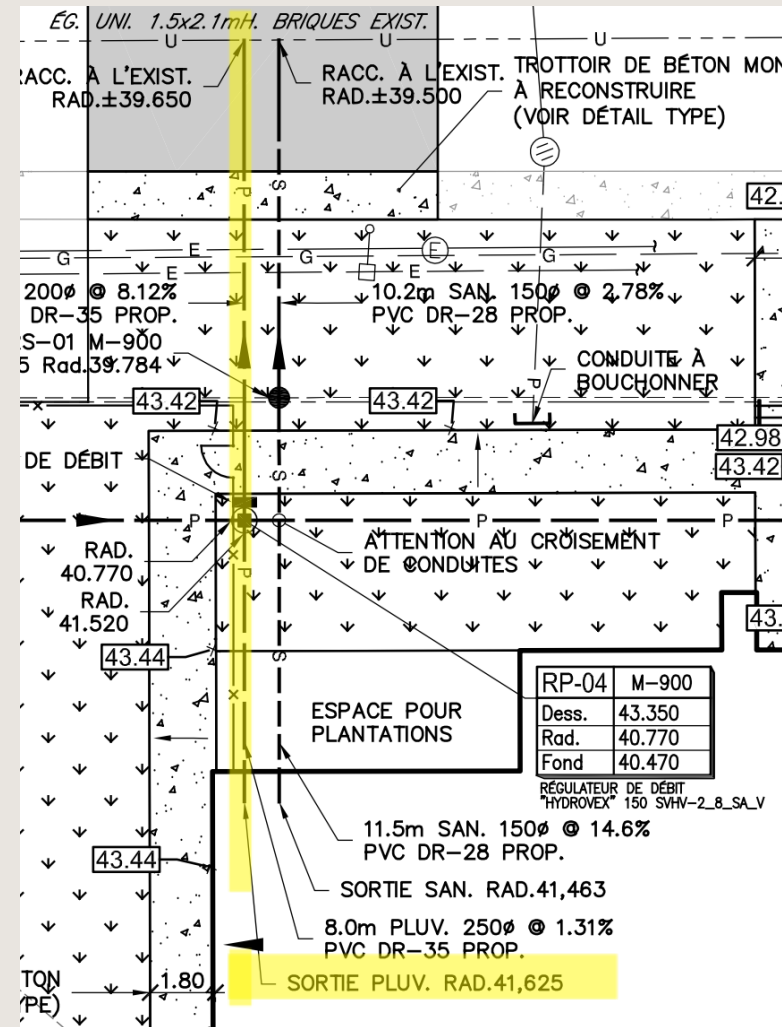 ÉG. UNI. 1.5x2.1mH. BRIQUES EXIST.
U U U
RACC. À L'EXIST.
RAD.±39.650
RACC. À L'EXIST.
RAD.±39.500
TROTTOIR DE BÉTON MON
À RECONSTRUIRE
(VOIR DÉTAIL TYPE)
P S
42.
G E G E G
E E
200ø @ 8.12%
DR-35 PROP.
S-01 M-900
5 Rad.39.784
10.2m SAN. 150ø @ 2.78%
PVC DR-28 PROP.
CONDUITE À
BOUCHONNER
P
43.42
43.42
42.98
43.42
DE DÉBIT
S
P P P
RAD.
40.770
RAD.
41.520
ATTENTION AU CROISEMENT
DE CONDUITES
P
43.
43.44
S
ESPACE POUR
PLANTATIONS
RP-04 M-900
Dess. 43.350
Rad. 40.770
Fond 40.470
RÉGULATEUR DE DÉBIT
"HYDROVEX" 150 SVHV-2_8_SA_V
11.5m SAN. 150ø @ 14.6%
PVC DR-28 PROP.
43.44
SORTIE SAN. RAD.41,463
8.0m PLUV. 250ø @ 1.31%
PVC DR-35 PROP.
SORTIE PLUV. RAD.41,625
TON
PE)
1.80